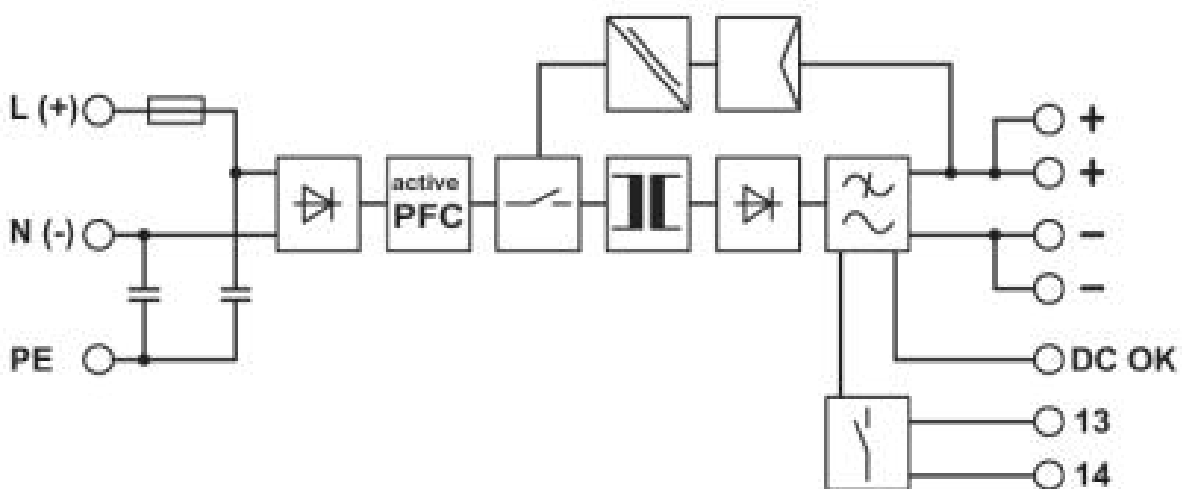 L (+)
+
active
PFC
+
N (-)
–
–
PE
DC OK
13
14